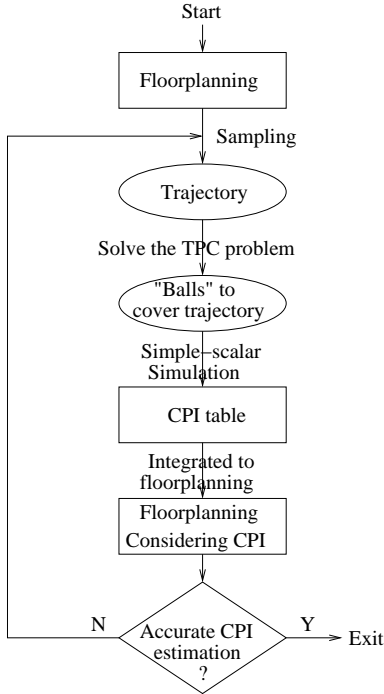 Start
Floorplanning
Sampling
Trajectory
Solve the TPC problem
"Balls" to
cover trajectory
Simple−scalar
Simulation
CPI table
Integrated to
floorplanning
Floorplanning
Considering CPI
N
Y
Accurate CPI
Exit
estimation
?